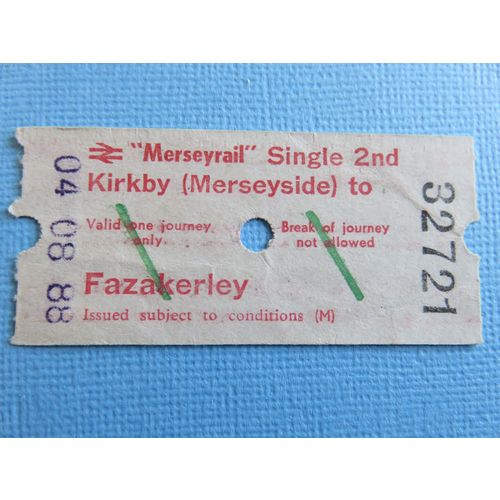 "Merseyrail" Single 2nd
Kirkby (Merseyside) to
Valid one journey only.
Break of journey not allowed
Fazakerley
Issued subject to conditions (M)
04 08 88
32721